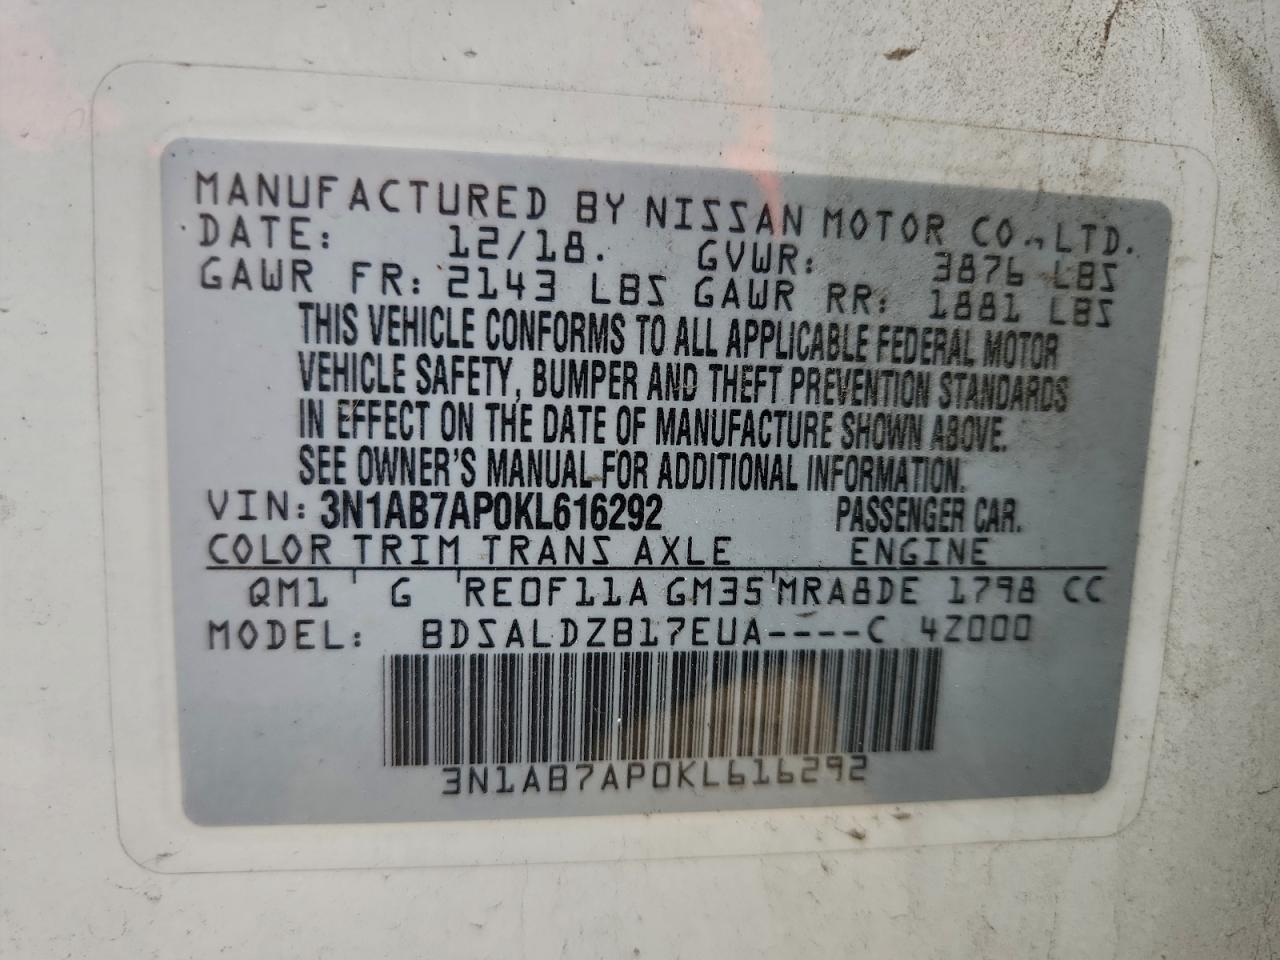 MANUFACTURED BY NISSAN MOTOR CO., LTD.
DATE: 12/18. GVWR: 3876 LBS
GAWR FR: 2143 LBS GAWR RR: 1881 LBS
THIS VEHICLE CONFORMS TO ALL APPLICABLE FEDERAL MOTOR
VEHICLE SAFETY, BUMPER AND THEFT PREVENTION STANDARDS
IN EFFECT ON THE DATE OF MANUFACTURE SHOWN ABOVE.
SEE OWNER'S MANUAL FOR ADDITIONAL INFORMATION.
VIN: 3N1AB7AP0KL616292 PASSENGER CAR.
COLOR TRIM TRANS AXLE ENGINE
QM1 G RE0F11A GM35 MRA8DE 1798 CC
MODEL: BDSALDZB17EUA----C 4Z000
3N1AB7AP0KL616292